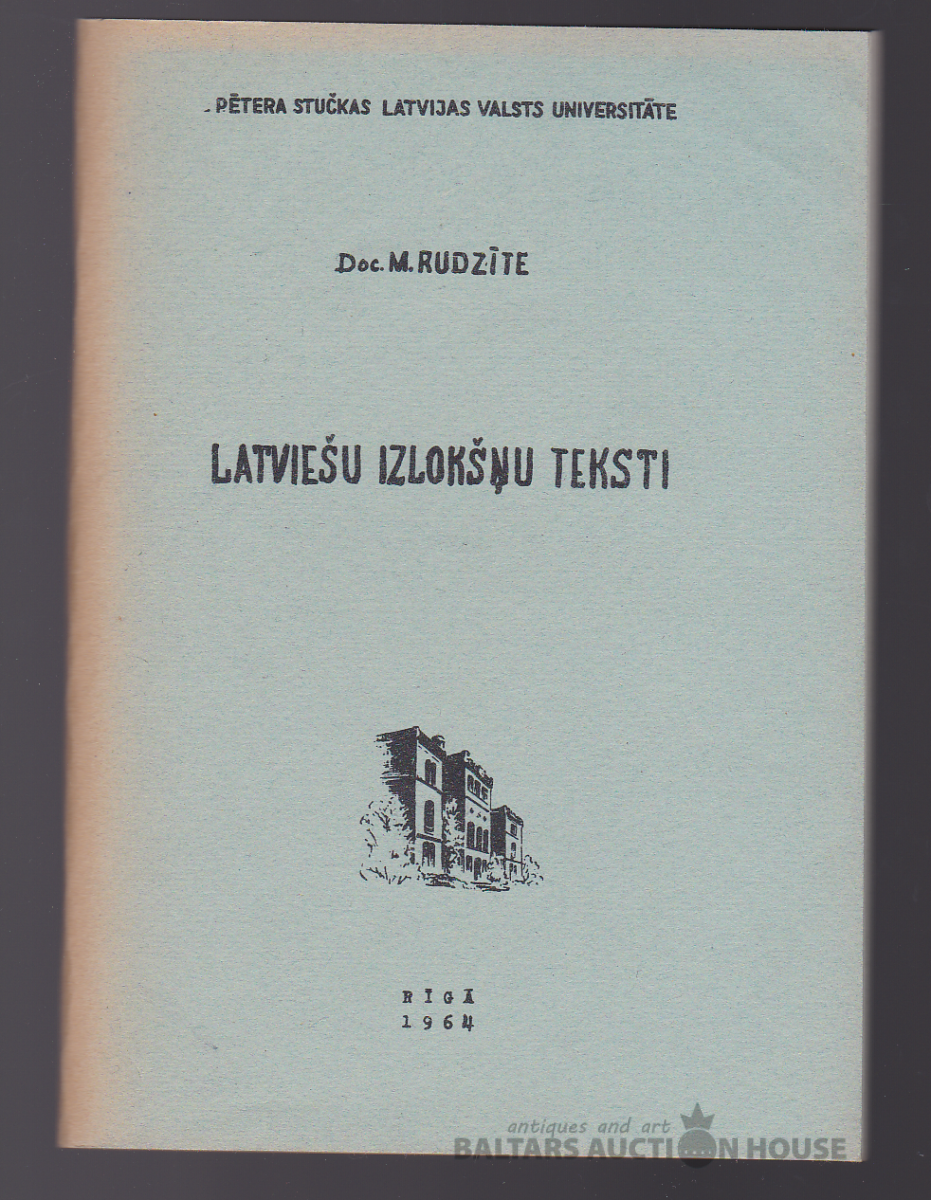 PĒTERA STUČKAS LATVIJAS VALSTS UNIVERSITĀTE
Doc. M. RUDZĪTE
LATVIEŠU IZLOKŠŅU TEKSTI
RĪGĀ
1964
antiques and art
BALTARS AUCTION HOUSE